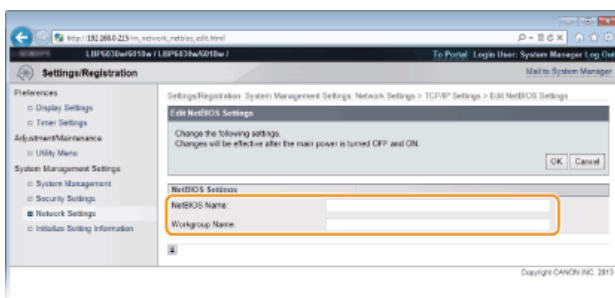 http://192.168.0.215/m_network_netbios_edit.html
LBP6030w/6018w / LBP6030w/6018w /
To Portal Login User: System Manager Log Out
Settings/Registration
Mail to System Manager
Preferences
Display Settings
Timer Settings
Adjustment/Maintenance
Utility Menu
System Management Settings
System Management
Security Settings
Network Settings
Initialize Setting Information
Settings/Registration: System Management Settings: Network Settings > TCP/IP Settings > Edit NetBIOS Settings
Edit NetBIOS Settings
Change the following settings.
Changes will be effective after the main power is turned OFF and ON.
OK Cancel
NetBIOS Settings
NetBIOS Name:
Workgroup Name:
Copyright CANON INC. 2013